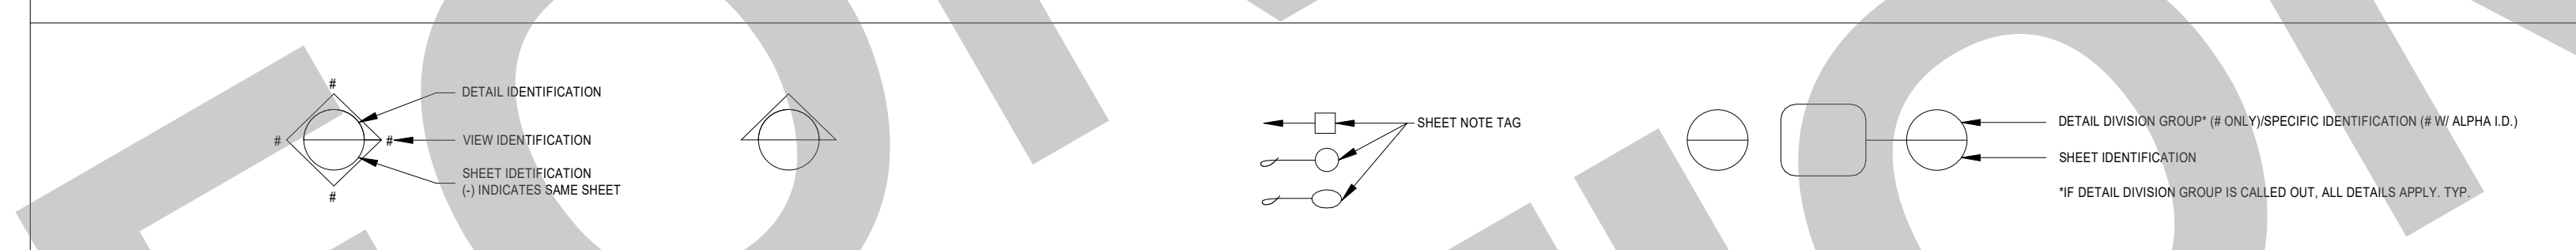 #
DETAIL IDENTIFICATION
#
#
VIEW IDENTIFICATION
SHEET IDETIFICATION
(-) INDICATES SAME SHEET
#
SHEET NOTE TAG
DETAIL DIVISION GROUP* (# ONLY)/SPECIFIC IDENTIFICATION (# W/ ALPHA I.D.)
SHEET IDENTIFICATION
*IF DETAIL DIVISION GROUP IS CALLED OUT, ALL DETAILS APPLY. TYP.